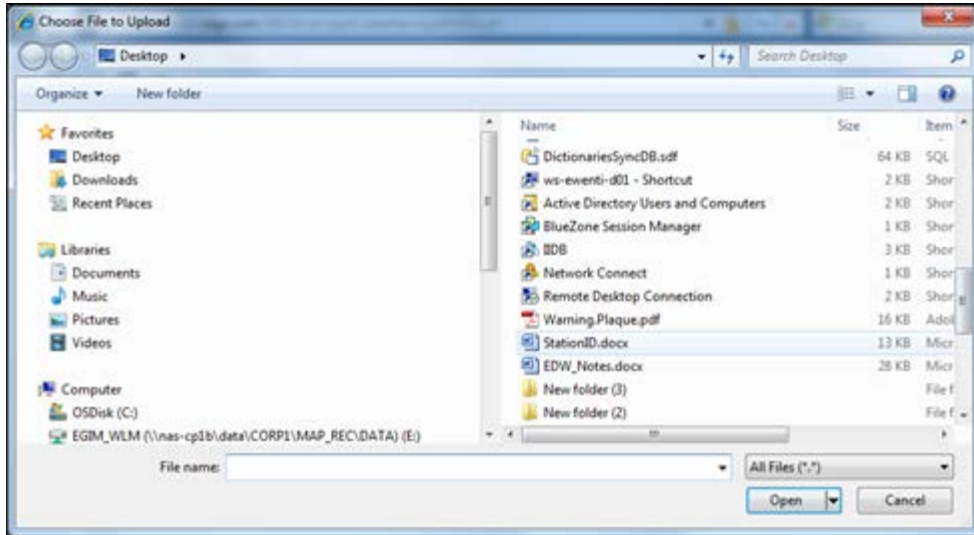 Choose File to Upload
Desktop
Search Desktop
Organize New folder
Favorites
Desktop
Downloads
Recent Places
Libraries
Documents
Music
Pictures
Videos
Computer
OSDisk (C:)
EGIM_WLM (\\nas-cp1b\data\CORP1\MAP_REC\DATA) (E:)
Name Size Item
DictionariesSyncDB.sdf 64 KB SQL
ws-ewenti-d01 - Shortcut 2 KB Shor
Active Directory Users and Computers 2 KB Shor
BlueZone Session Manager 1 KB Shor
IIDB 3 KB Shor
Network Connect 1 KB Shor
Remote Desktop Connection 2 KB Shor
Warning.Plaque.pdf 16 KB Adol
StationID.docx 13 KB Micr
EDW_Notes.docx 28 KB Micr
New folder (3) File f
New folder (2) File f
File name: All Files (*.*)
Open Cancel